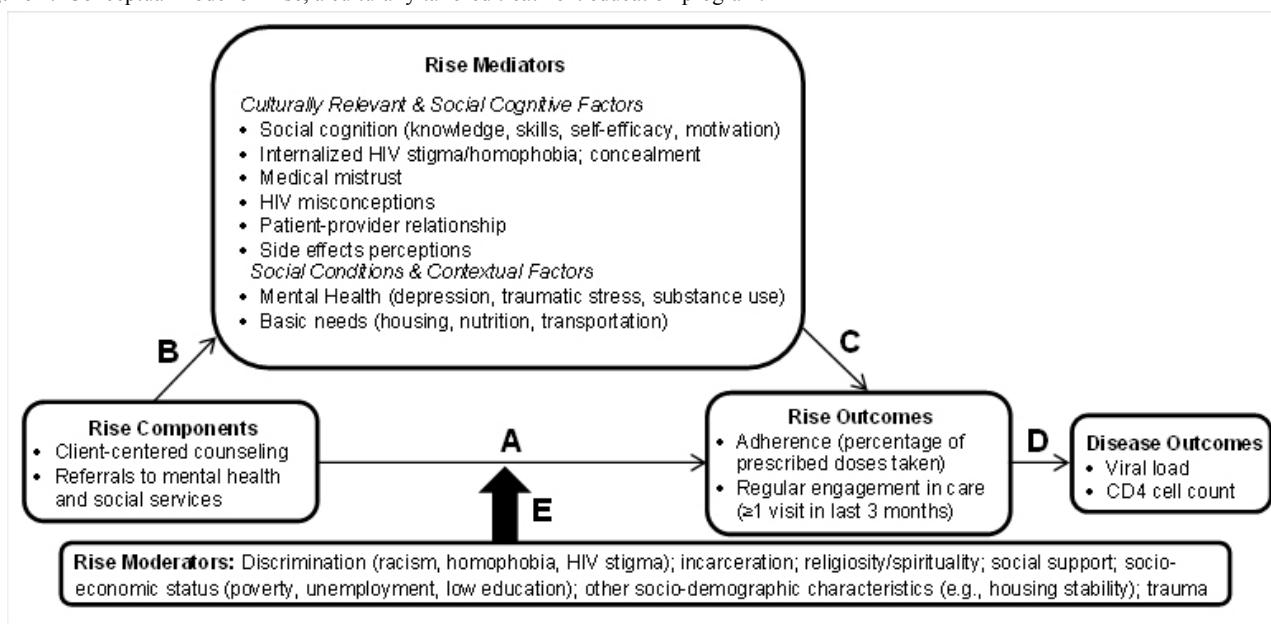 Rise Mediators
Culturally Relevant & Social Cognitive Factors
• Social cognition (knowledge, skills, self-efficacy, motivation)
• Internalized HIV stigma/homophobia; concealment
• Medical mistrust
• HIV misconceptions
• Patient-provider relationship
• Side effects perceptions
Social Conditions & Contextual Factors
• Mental Health (depression, traumatic stress, substance use)
• Basic needs (housing, nutrition, transportation)
B
C
Rise Components
• Client-centered counseling
• Referrals to mental health
and social services
A
E
Rise Outcomes
• Adherence (percentage of
prescribed doses taken)
• Regular engagement in care
(≥1 visit in last 3 months)
D
Disease Outcomes
• Viral load
• CD4 cell count
Rise Moderators: Discrimination (racism, homophobia, HIV stigma); incarceration; religiosity/spirituality; social support; socio-
economic status (poverty, unemployment, low education); other socio-demographic characteristics (e.g., housing stability); trauma